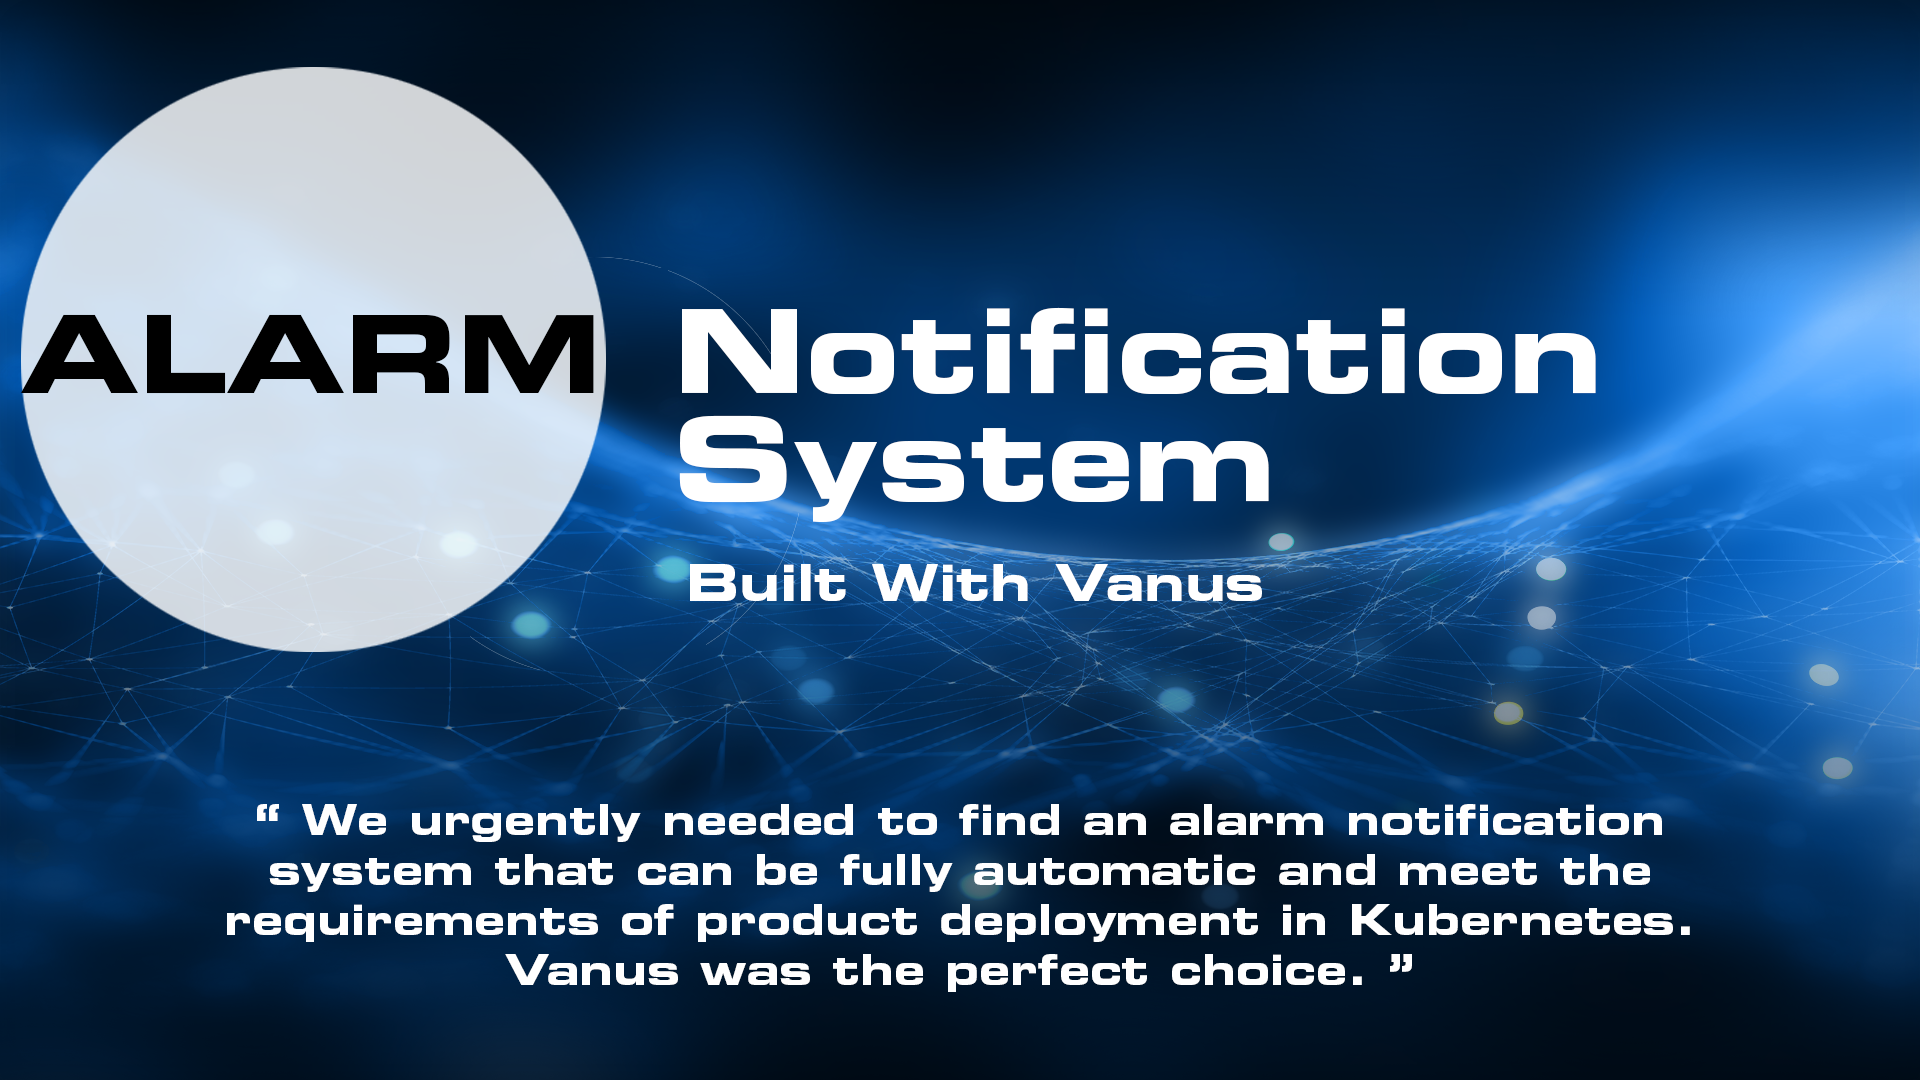 ALARM
Notification
System
Built With Vanus
“ We urgently needed to find an alarm notification
system that can be fully automatic and meet the
requirements of product deployment in Kubernetes.
Vanus was the perfect choice. ”